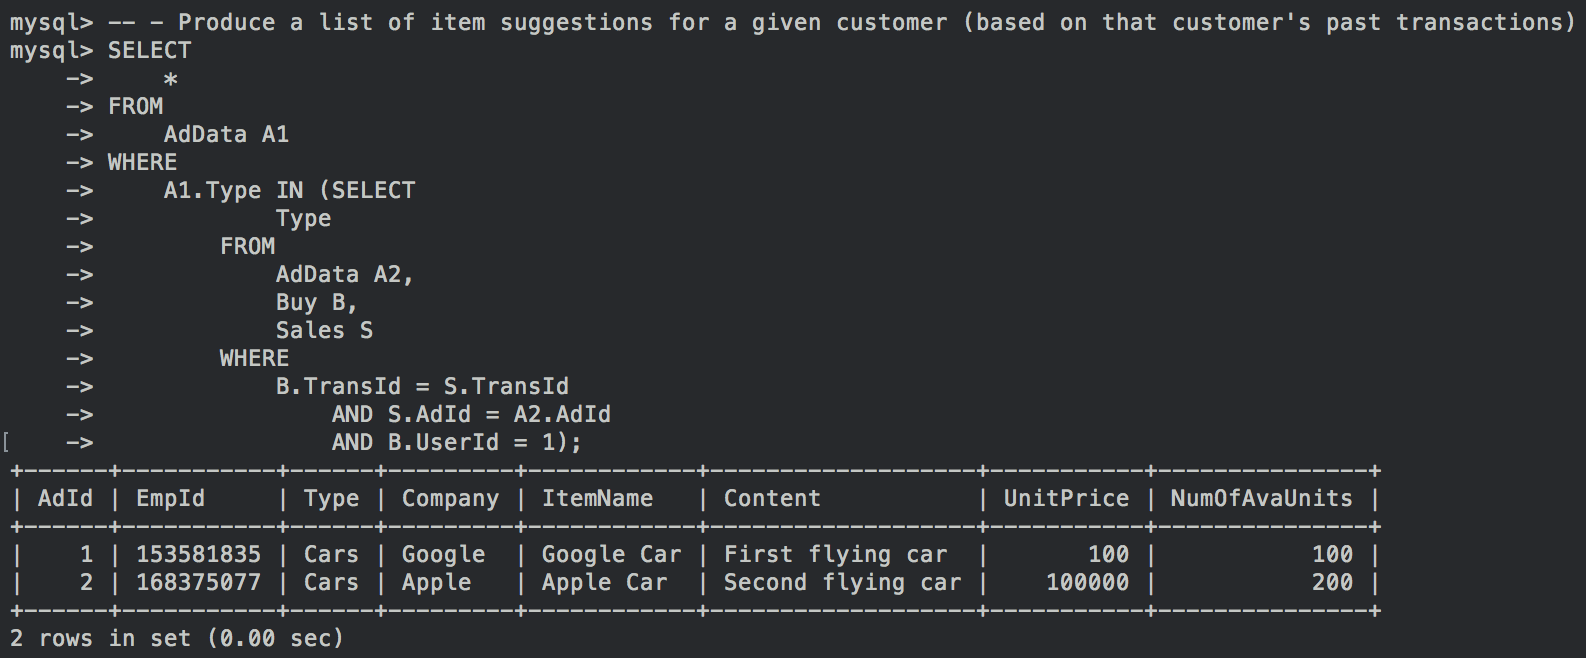 mysql> -- - Produce a list of item suggestions for a given customer (based on that customer's past transactions)
mysql> SELECT
    ->     *
    -> FROM
    ->     AdData A1
    -> WHERE
    ->     A1.Type IN (SELECT
    ->             Type
    ->         FROM
    ->             AdData A2,
    ->             Buy B,
    ->             Sales S
    ->         WHERE
    ->             B.TransId = S.TransId
    ->                 AND S.AdId = A2.AdId
[    ->                 AND B.UserId = 1);
+------+-----------+------+---------+------------+-------------------+-----------+---------------+
| AdId | EmpId     | Type | Company | ItemName   | Content           | UnitPrice | NumOfAvaUnits |
+------+-----------+------+---------+------------+-------------------+-----------+---------------+
|    1 | 153581835 | Cars | Google  | Google Car | First flying car  |       100 |           100 |
|    2 | 168375077 | Cars | Apple   | Apple Car  | Second flying car |    100000 |           200 |
+------+-----------+------+---------+------------+-------------------+-----------+---------------+
2 rows in set (0.00 sec)